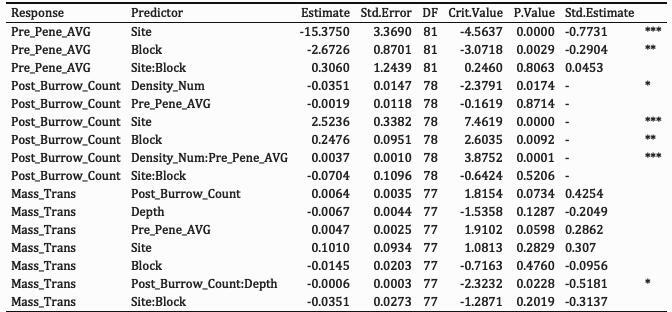 Response Predictor Estimate Std.Error DF Crit.Value P.Value Std.Estimate
Pre_Pene_AVG Site -15.3750 3.3690 81 -4.5637 0.0000 -0.7731 ***
Pre_Pene_AVG Block -2.6726 0.8701 81 -3.0718 0.0029 -0.2904 **
Pre_Pene_AVG Site:Block 0.3060 1.2439 81 0.2460 0.8063 0.0453
Post_Burrow_Count Density_Num -0.0351 0.0147 78 -2.3791 0.0174 - *
Post_Burrow_Count Pre_Pene_AVG -0.0019 0.0118 78 -0.1619 0.8714 -
Post_Burrow_Count Site 2.5236 0.3382 78 7.4619 0.0000 - ***
Post_Burrow_Count Block 0.2476 0.0951 78 2.6035 0.0092 - **
Post_Burrow_Count Density_Num:Pre_Pene_AVG 0.0037 0.0010 78 3.8752 0.0001 - ***
Post_Burrow_Count Site:Block -0.0704 0.1096 78 -0.6424 0.5206 -
Mass_Trans Post_Burrow_Count 0.0064 0.0035 77 1.8154 0.0734 0.4254
Mass_Trans Depth -0.0067 0.0044 77 -1.5358 0.1287 -0.2049
Mass_Trans Pre_Pene_AVG 0.0047 0.0025 77 1.9102 0.0598 0.2862
Mass_Trans Site 0.1010 0.0934 77 1.0813 0.2829 0.307
Mass_Trans Block -0.0145 0.0203 77 -0.7163 0.4760 -0.0956
Mass_Trans Post_Burrow_Count:Depth -0.0006 0.0003 77 -2.3232 0.0228 -0.5181 *
Mass_Trans Site:Block -0.0351 0.0273 77 -1.2871 0.2019 -0.3137